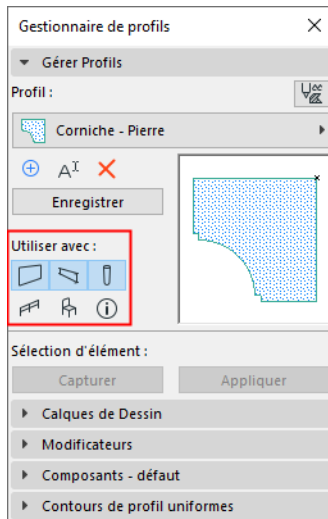 Gestionnaire de profils
Gérer Profils
Profil :
Corniche - Pierre
Enregistrer
Utiliser avec :
Sélection d'élément :
Capturer
Appliquer
Calques de Dessin
Modificateurs
Composants - défaut
Contours de profil uniformes